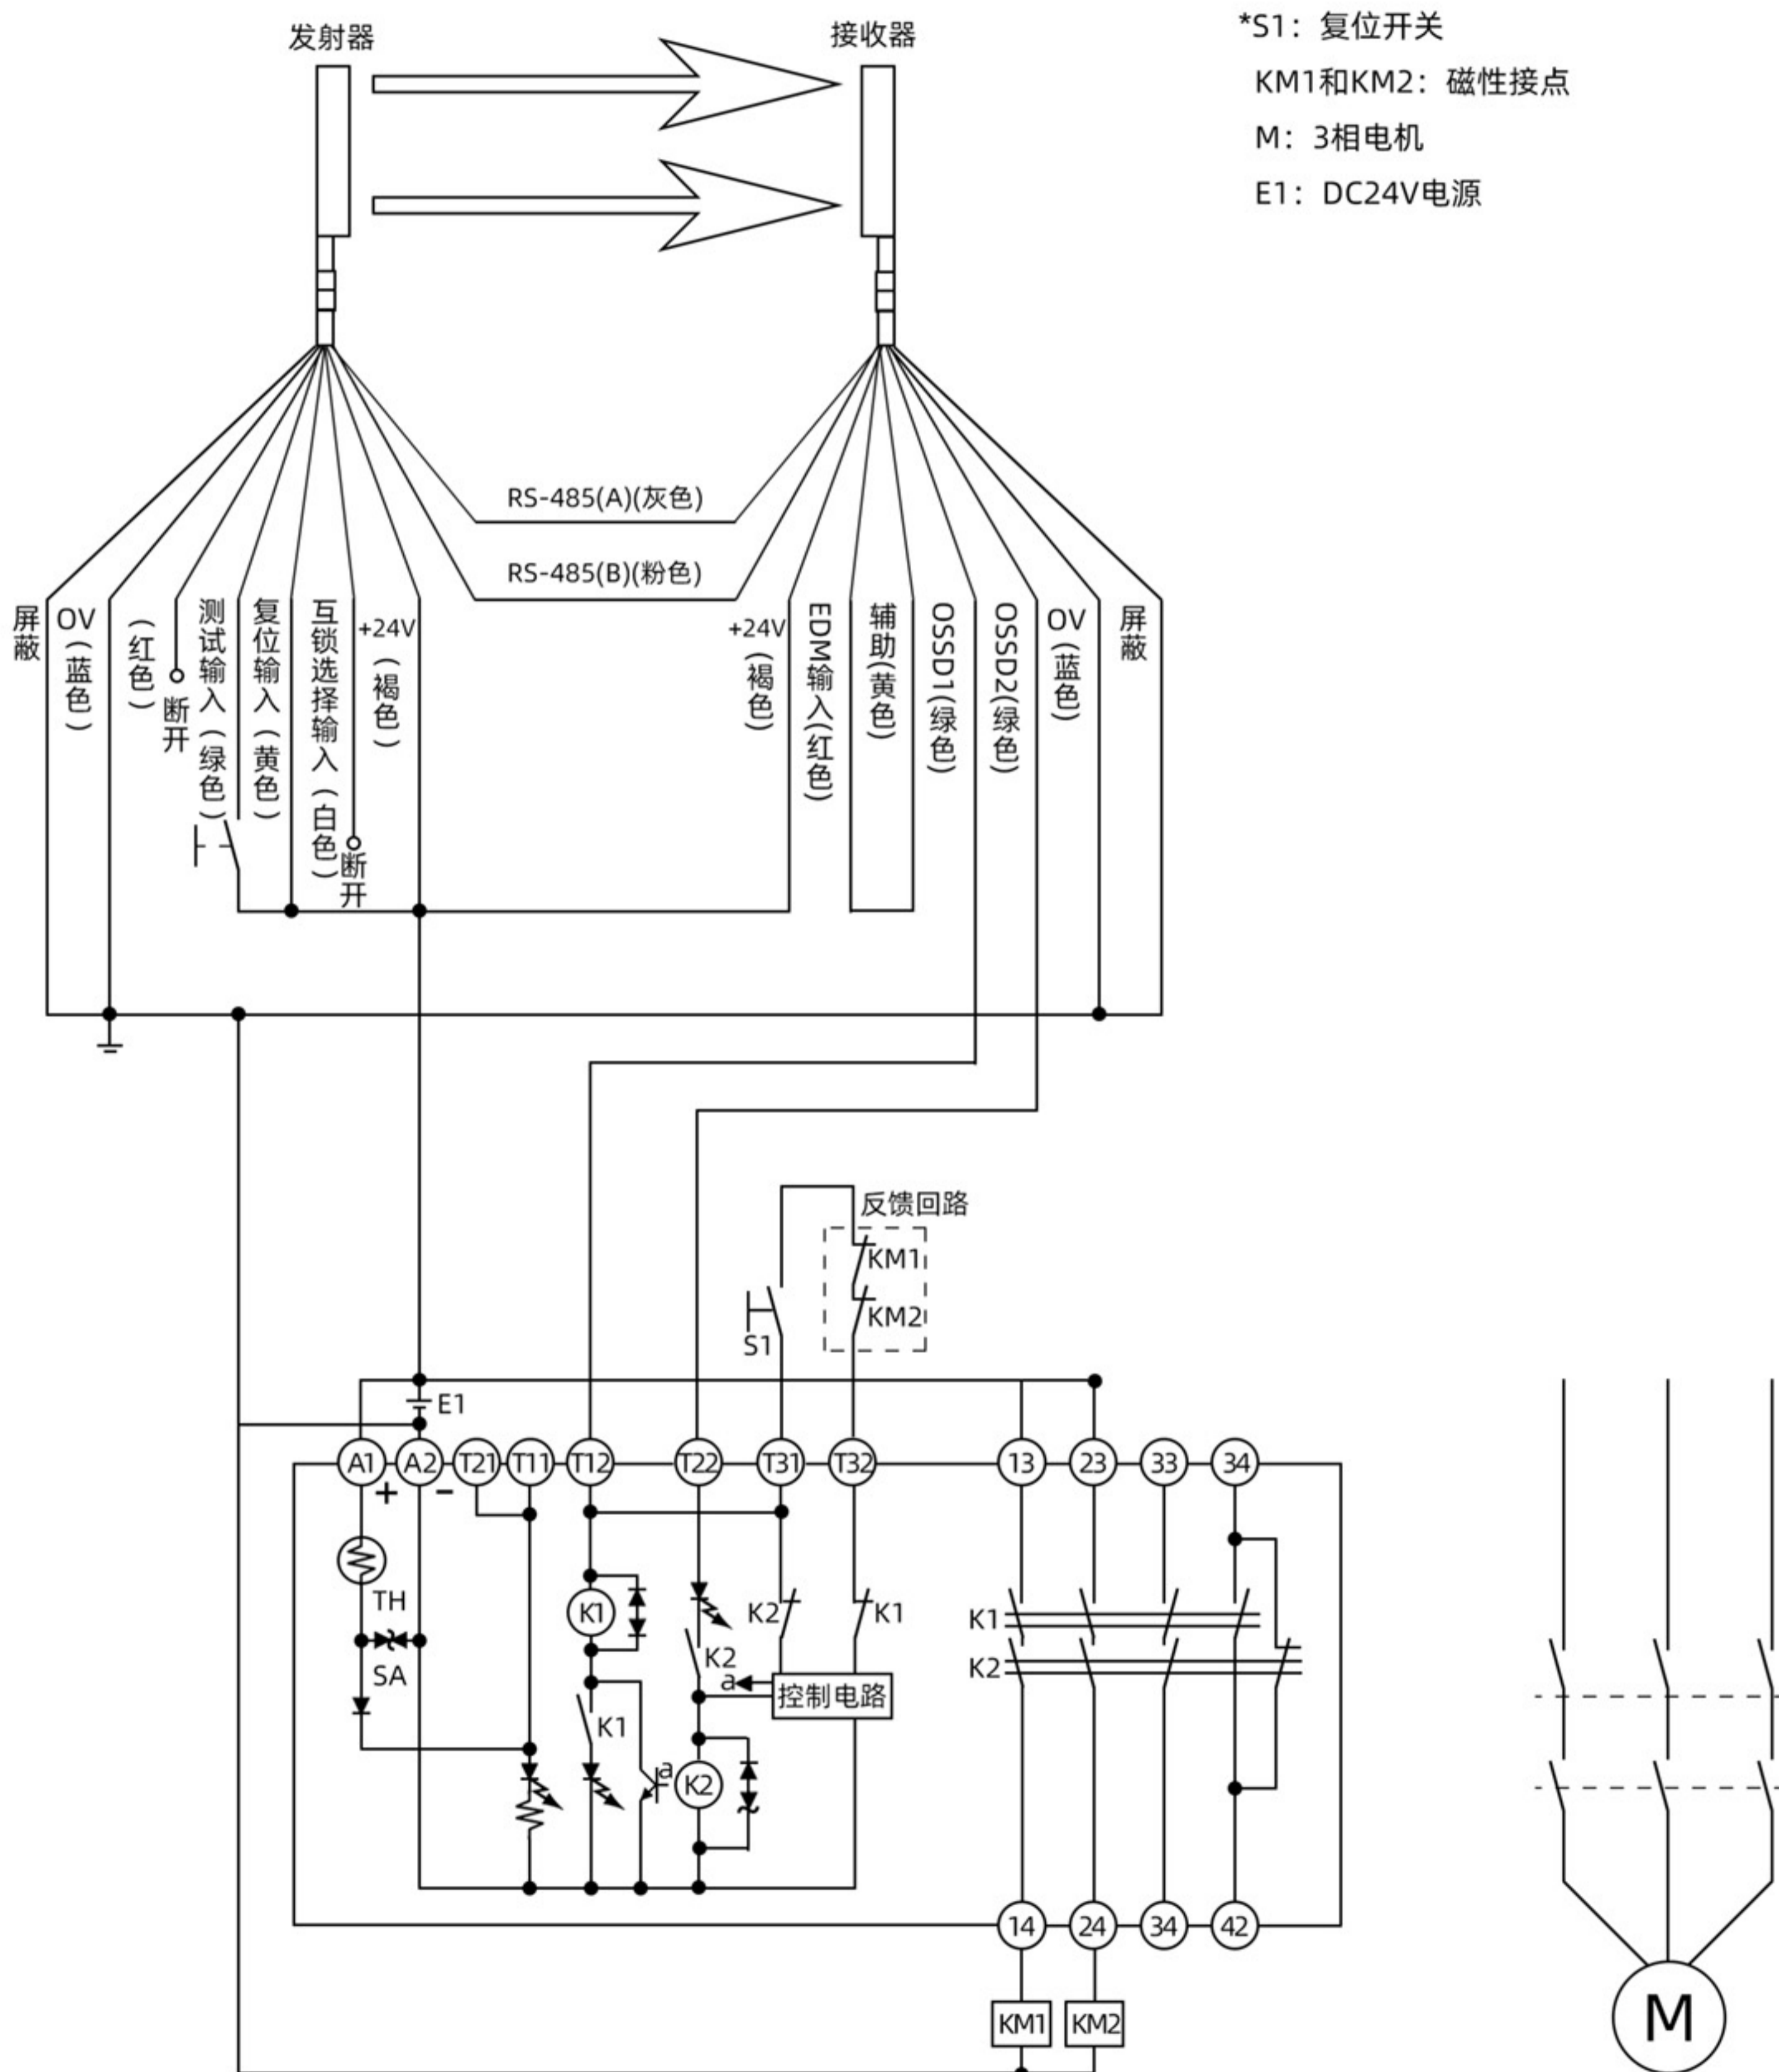 发射器
接收器
*S1：复位开关
KM1和KM2：磁性接点
M：3相电机
E1：DC24V电源
RS-485(A)(灰色)
RS-485(B)(粉色)
屏蔽
0V(蓝色)
(红色)
断开
测试输入(绿色)
复位输入(黄色)
互锁选择输入(白色)
断开
+24V(褐色)
+24V(褐色)
EDM输入(红色)
辅助(黄色)
OSSD1(绿色)
OSSD2(绿色)
0V(蓝色)
屏蔽
反馈回路
KM1
KM2
S1
E1
A1
A2
T21
T11
T12
T22
T31
T32
13
23
33
34
+
-
TH
SA
K1
K2
K2
K1
a
控制电路
K1
a
K2
K1
K2
14
24
34
42
KM1
KM2
M